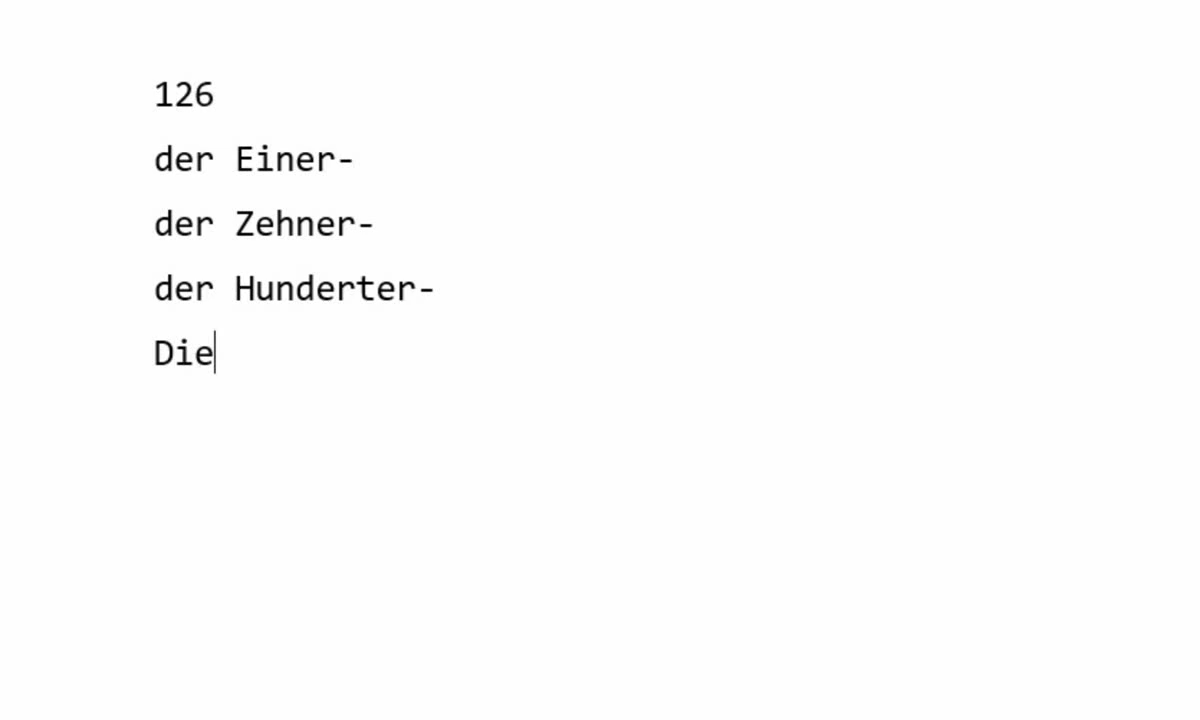 126
der Einer-
der Zehner-
der Hunderter-
Die